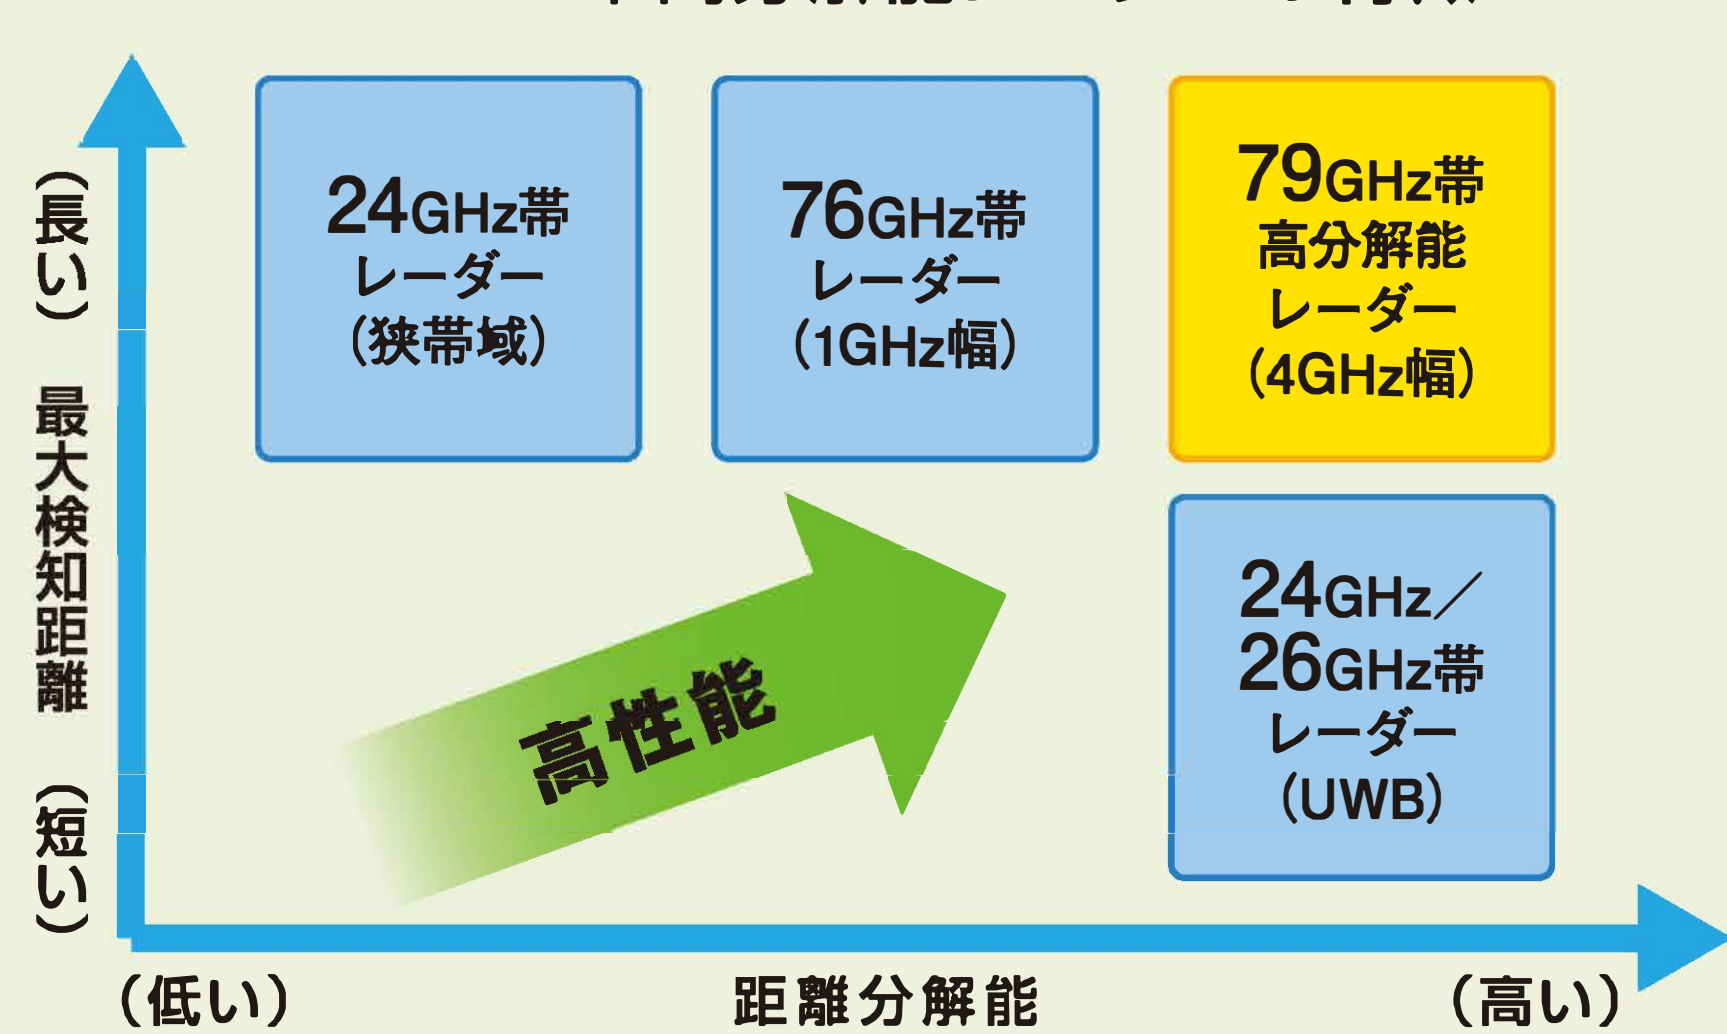 24GHz帯
レーダー
（狭帯域）
76GHz帯
レーダー
（1GHz幅）
79GHz帯
高分解能
レーダー
（4GHz幅）
24GHz／
26GHz帯
レーダー
（UWB）
高性能
（長い）
最大検知距離
（短い）
（低い）
距離分解能
（高い）